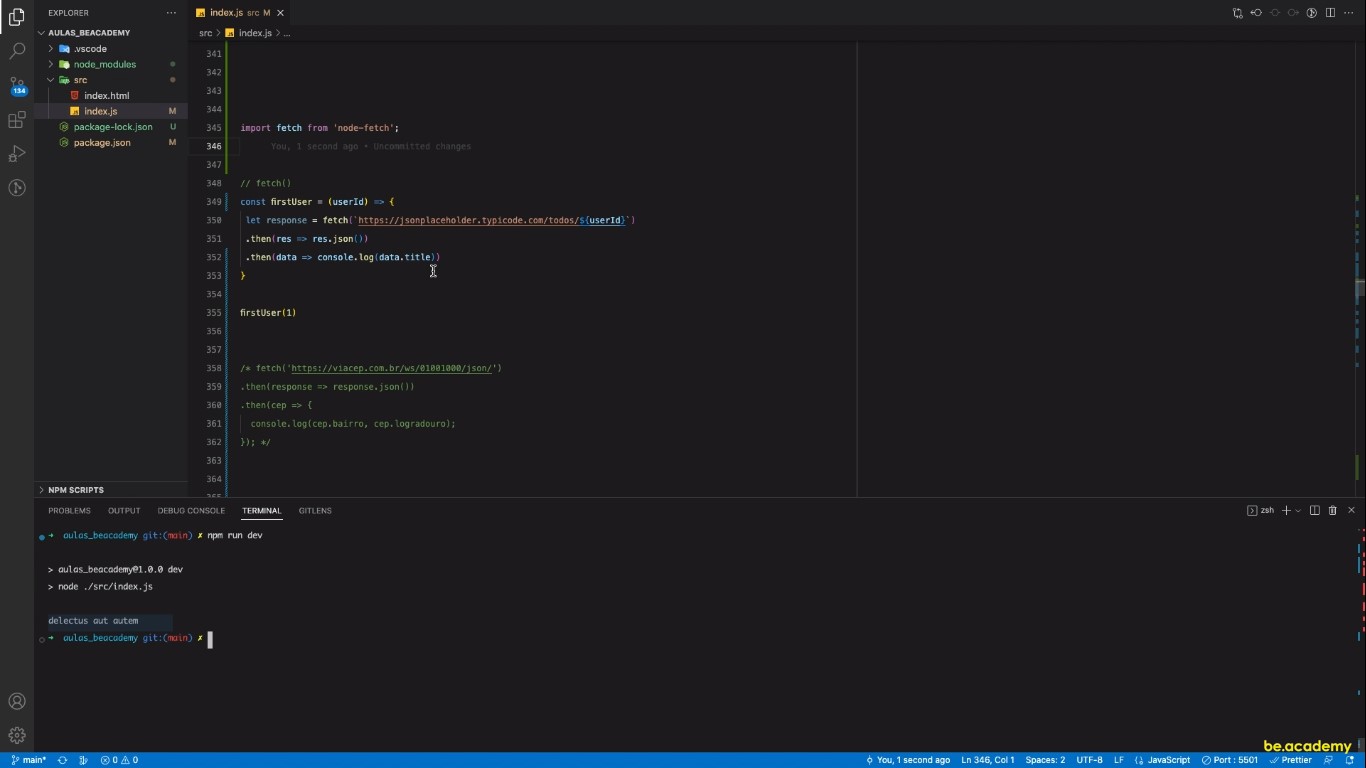 EXPLORER
index.js src M
AULAS_BEACADEMY
src > index.js > ...
.vscode
node_modules
src
index.html
index.js M
package-lock.json U
package.json M
134
NPM SCRIPTS
341
342
343
344
345 import fetch from 'node-fetch';
346 You, 1 second ago • Uncommitted changes
347
348 // fetch()
349 const firstUser = (userId) => {
350 let response = fetch(`https://jsonplaceholder.typicode.com/todos/${userId}`)
351 .then(res => res.json())
352 .then(data => console.log(data.title))
353 }
354
355 firstUser(1)
356
357
358 /* fetch('https://viacep.com.br/ws/01001000/json/')
359 .then(response => response.json())
360 .then(cep => {
361 console.log(cep.bairro, cep.logradouro);
362 }); */
363
364
365
PROBLEMS OUTPUT DEBUG CONSOLE TERMINAL GITLENS zsh
→ aulas_beacademy git:(main) ✗ npm run dev
> aulas_beacademy@1.0.0 dev
> node ./src/index.js
delectus aut autem
→ aulas_beacademy git:(main) ✗
be.academy
main* 0 0 You, 1 second ago Ln 346, Col 1 Spaces: 2 UTF-8 LF JavaScript Port : 5501 Prettier